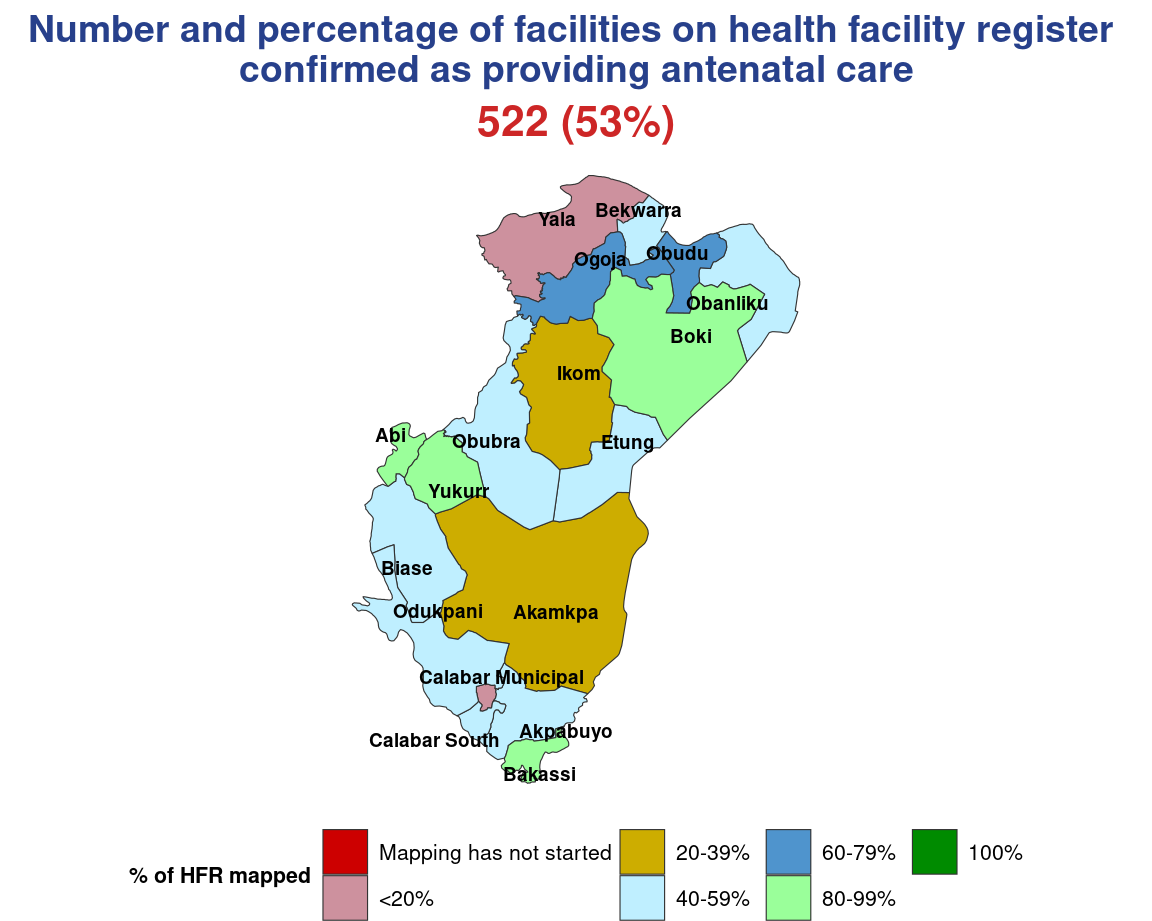 Number and percentage of facilities on health facility register
confirmed as providing antenatal care
522 (53%)
Yala
Bekwarra
Ogoja
Obudu
Obanliku
Boki
Ikom
Abi
Obubra
Etung
Yukurr
Biase
Odukpani
Akamkpa
Calabar Municipal
Akpabuyo
Calabar South
Bakassi
% of HFR mapped
Mapping has not started
<20%
20-39%
40-59%
60-79%
80-99%
100%